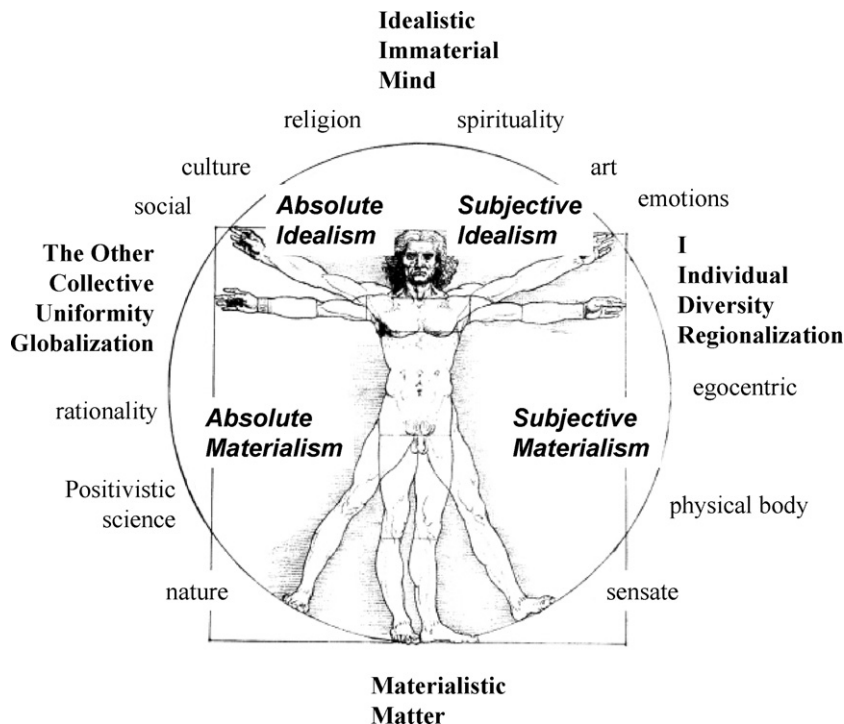 Idealistic
Immaterial
Mind
religion
spirituality
culture
art
social
emotions
Absolute
Idealism
Subjective
Idealism
The Other
Collective
Uniformity
Globalization
I
Individual
Diversity
Regionalization
egocentric
rationality
Absolute
Materialism
Subjective
Materialism
Positivistic
science
physical body
nature
sensate
Materialistic
Matter